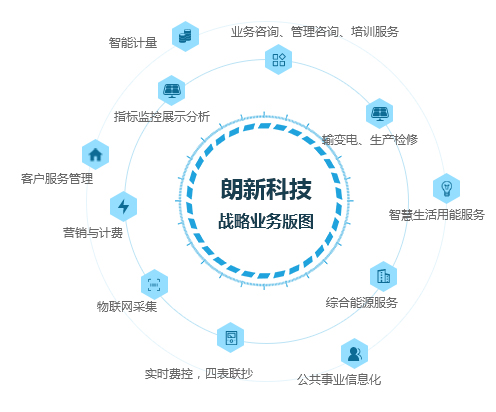 业务咨询、管理咨询、培训服务
智能计量
指标监控展示分析
输变电、生产检修
客户服务管理
朗新科技
战略业务版图
智慧生活用能服务
营销与计费
物联网采集
综合能源服务
实时费控，四表联抄
公共事业信息化